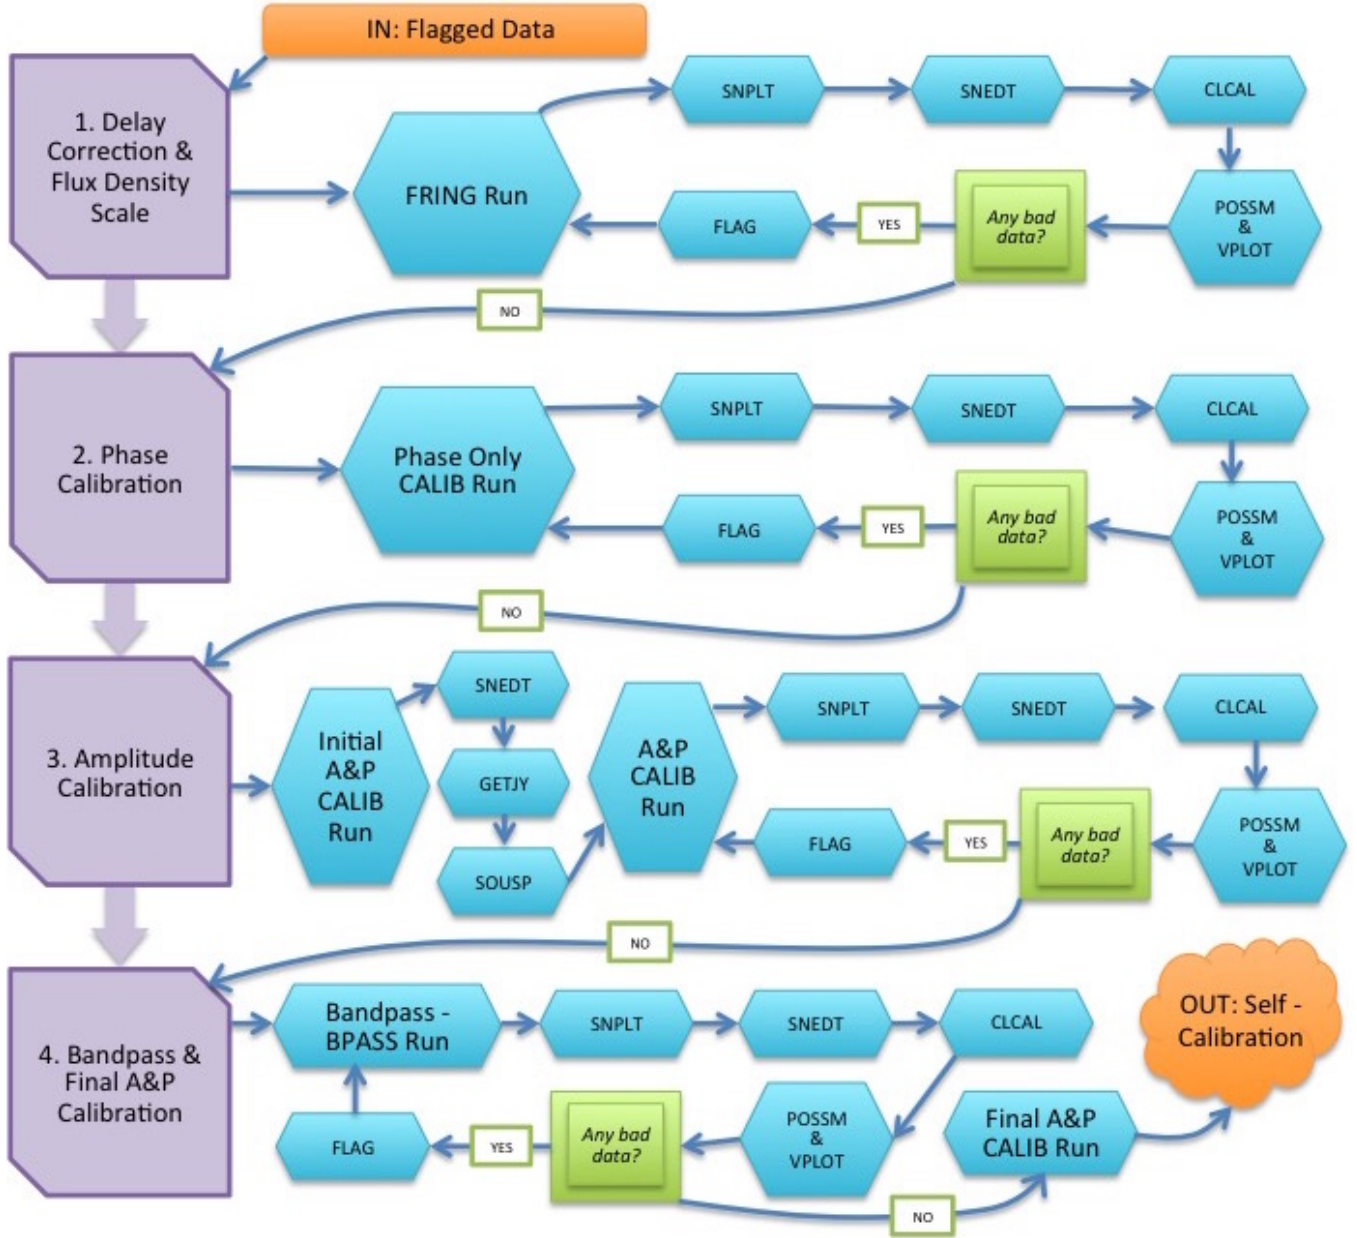 IN: Flagged Data
1. Delay
Correction &
Flux Density
Scale
FRING Run
SNPLT
SNEDT
CLCAL
POSSM
&
VPLOT
Any bad
data?
YES
FLAG
NO
2. Phase
Calibration
Phase Only
CALIB Run
SNPLT
SNEDT
CLCAL
POSSM
&
VPLOT
Any bad
data?
YES
FLAG
NO
3. Amplitude
Calibration
Initial
A&P
CALIB
Run
SNEDT
GETJY
SOUSP
A&P
CALIB
Run
SNPLT
SNEDT
CLCAL
POSSM
&
VPLOT
Any bad
data?
YES
FLAG
NO
4. Bandpass &
Final A&P
Calibration
Bandpass -
BPASS Run
SNPLT
SNEDT
CLCAL
POSSM
&
VPLOT
Any bad
data?
YES
FLAG
NO
Final A&P
CALIB Run
OUT: Self -
Calibration